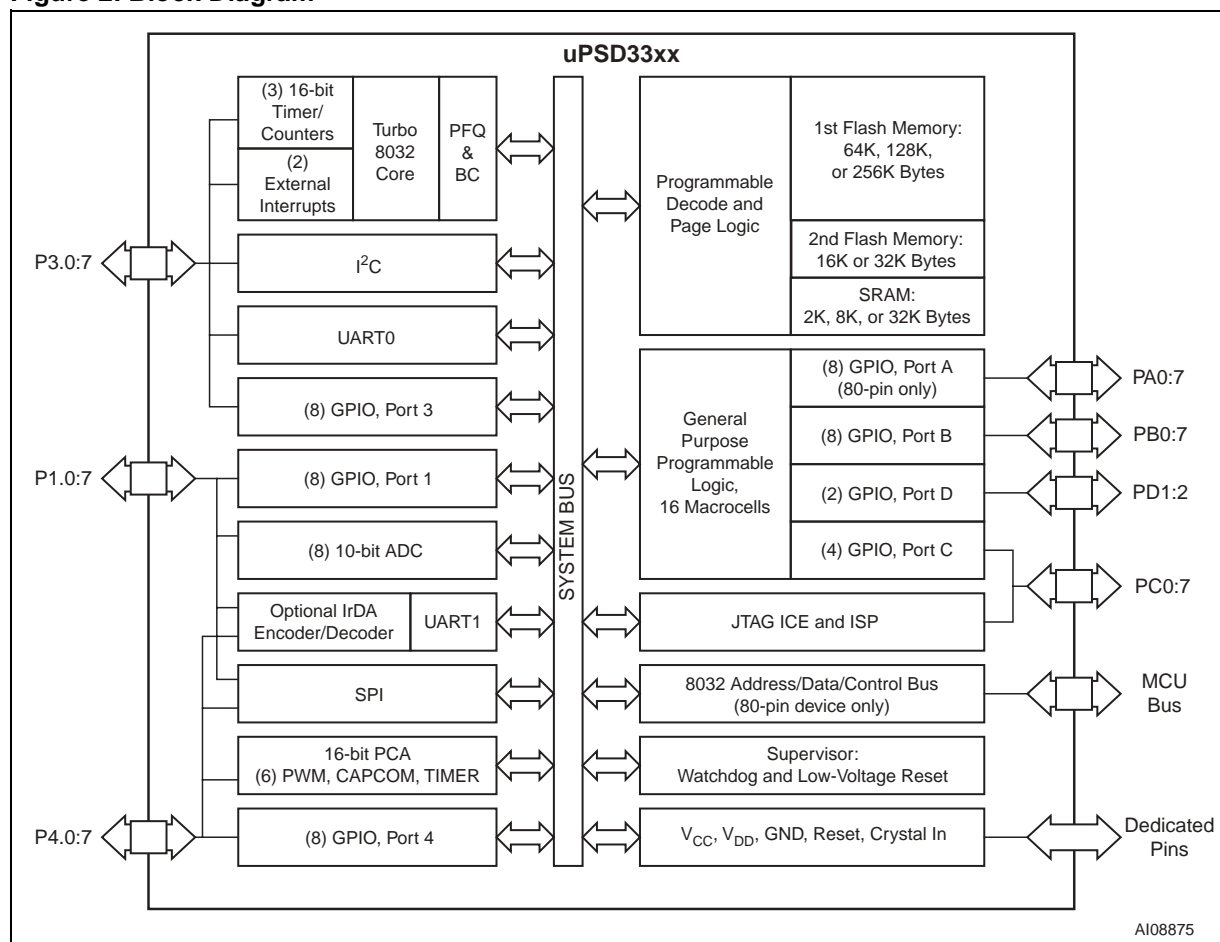 uPSD33xx
(3) 16-bit
Timer/
Counters
(2)
External
Interrupts
Turbo
8032
Core
PFQ
&
BC
I²C
UART0
(8) GPIO, Port 3
(8) GPIO, Port 1
(8) 10-bit ADC
Optional IrDA
Encoder/Decoder
UART1
SPI
16-bit PCA
(6) PWM, CAPCOM, TIMER
(8) GPIO, Port 4
P3.0:7
P1.0:7
P4.0:7
SYSTEM BUS
Programmable
Decode and
Page Logic
1st Flash Memory:
64K, 128K,
or 256K Bytes
2nd Flash Memory:
16K or 32K Bytes
SRAM:
2K, 8K, or 32K Bytes
General
Purpose
Programmable
Logic,
16 Macrocells
(8) GPIO, Port A
(80-pin only)
(8) GPIO, Port B
(2) GPIO, Port D
(4) GPIO, Port C
JTAG ICE and ISP
8032 Address/Data/Control Bus
(80-pin device only)
Supervisor:
Watchdog and Low-Voltage Reset
VCC, VDD, GND, Reset, Crystal In
PA0:7
PB0:7
PD1:2
PC0:7
MCU
Bus
Dedicated
Pins
AI08875